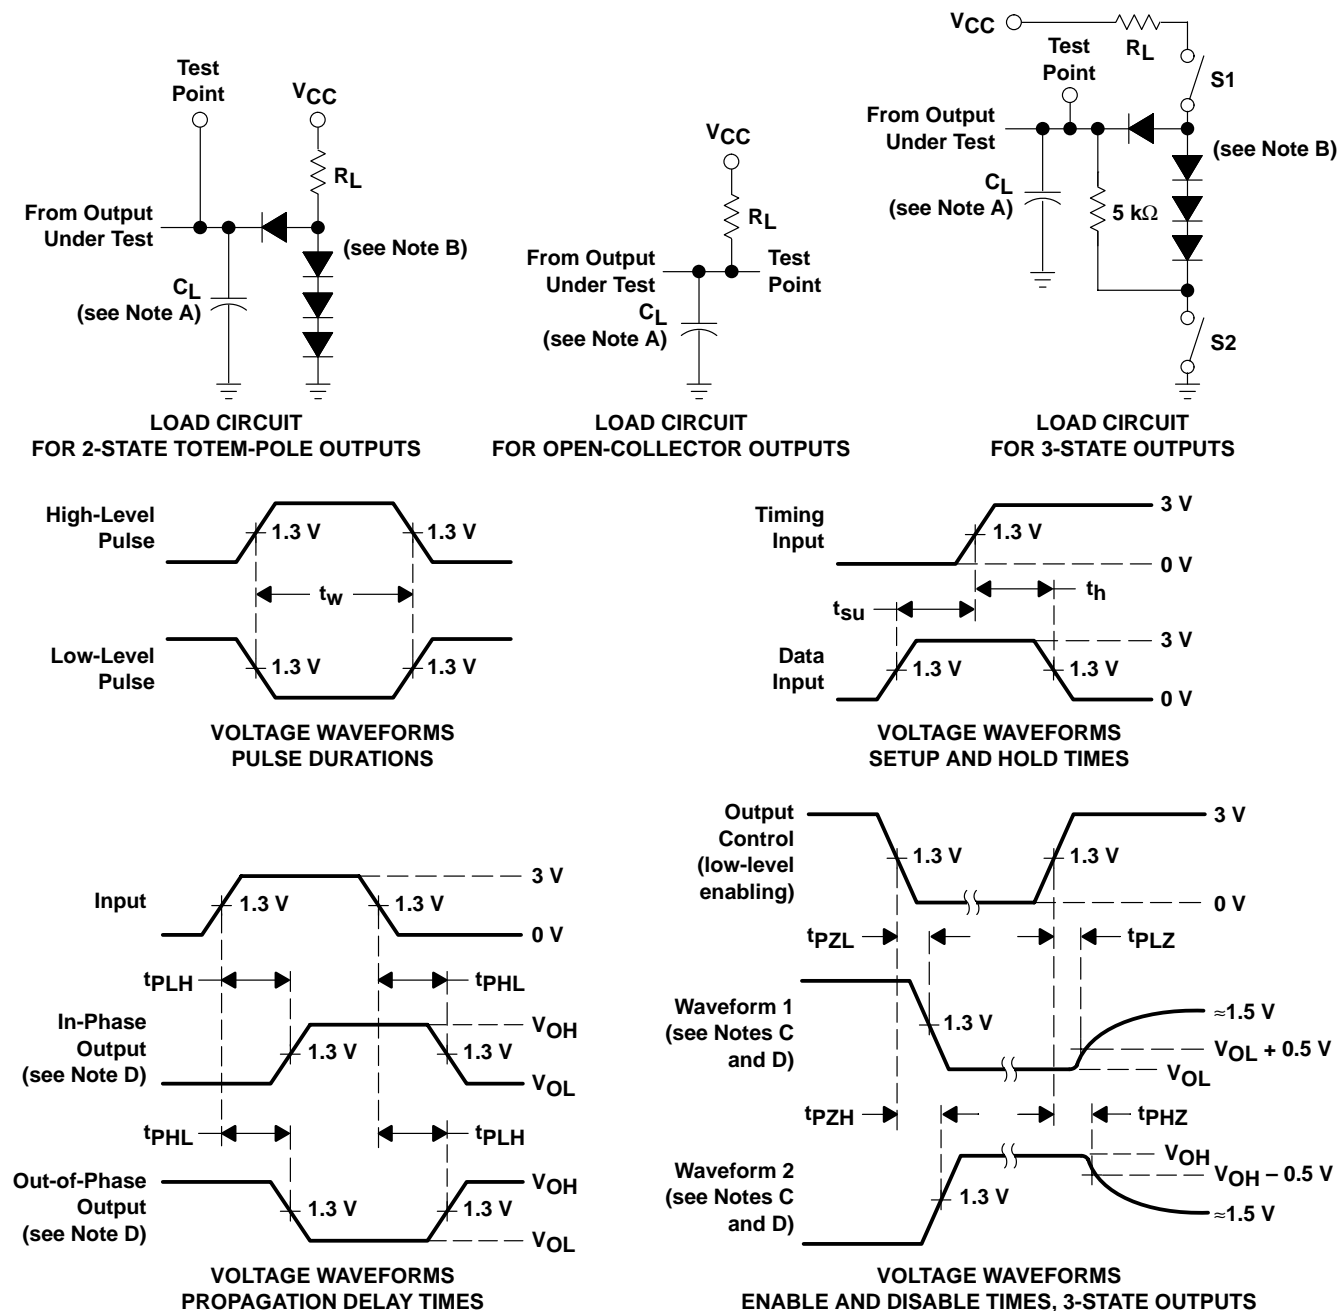 Test
Point
VCC
RL
From Output
Under Test
(see Note B)
CL
(see Note A)
LOAD CIRCUIT
FOR 2-STATE TOTEM-POLE OUTPUTS
VCC
RL
From Output
Under Test
Test
Point
CL
(see Note A)
LOAD CIRCUIT
FOR OPEN-COLLECTOR OUTPUTS
VCC
RL
Test
Point
S1
From Output
Under Test
(see Note B)
CL
(see Note A)
5 kΩ
S2
LOAD CIRCUIT
FOR 3-STATE OUTPUTS
High-Level
Pulse
1.3 V
1.3 V
tw
Low-Level
Pulse
1.3 V
1.3 V
VOLTAGE WAVEFORMS
PULSE DURATIONS
Timing
Input
3 V
1.3 V
0 V
th
tsu
Data
Input
3 V
1.3 V
1.3 V
0 V
VOLTAGE WAVEFORMS
SETUP AND HOLD TIMES
Input
3 V
1.3 V
1.3 V
0 V
tPLH
tPHL
In-Phase
Output
(see Note D)
VOH
1.3 V
1.3 V
VOL
tPHL
tPLH
Out-of-Phase
Output
(see Note D)
VOH
1.3 V
1.3 V
VOL
VOLTAGE WAVEFORMS
PROPAGATION DELAY TIMES
Output
Control
(low-level
enabling)
3 V
1.3 V
1.3 V
0 V
tPZL
tPLZ
Waveform 1
(see Notes C
and D)
1.3 V
≈1.5 V
VOL + 0.5 V
VOL
tPZH
tPHZ
Waveform 2
(see Notes C
and D)
1.3 V
VOH
VOH – 0.5 V
≈1.5 V
VOLTAGE WAVEFORMS
ENABLE AND DISABLE TIMES, 3-STATE OUTPUTS